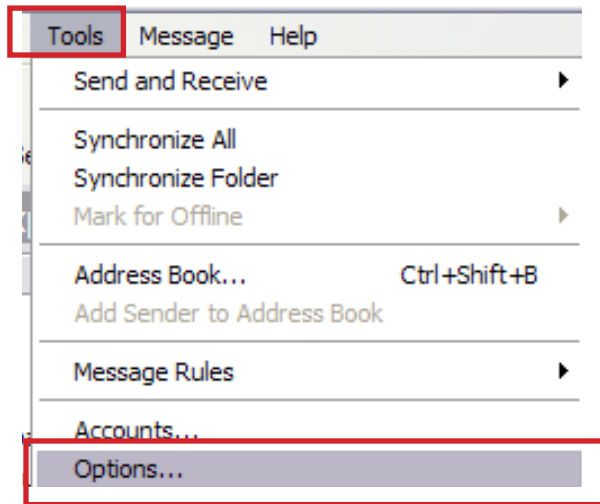 Tools Message Help
Send and Receive
Synchronize All
Synchronize Folder
Mark for Offline
Address Book... Ctrl+Shift+B
Add Sender to Address Book
Message Rules
Accounts...
Options...